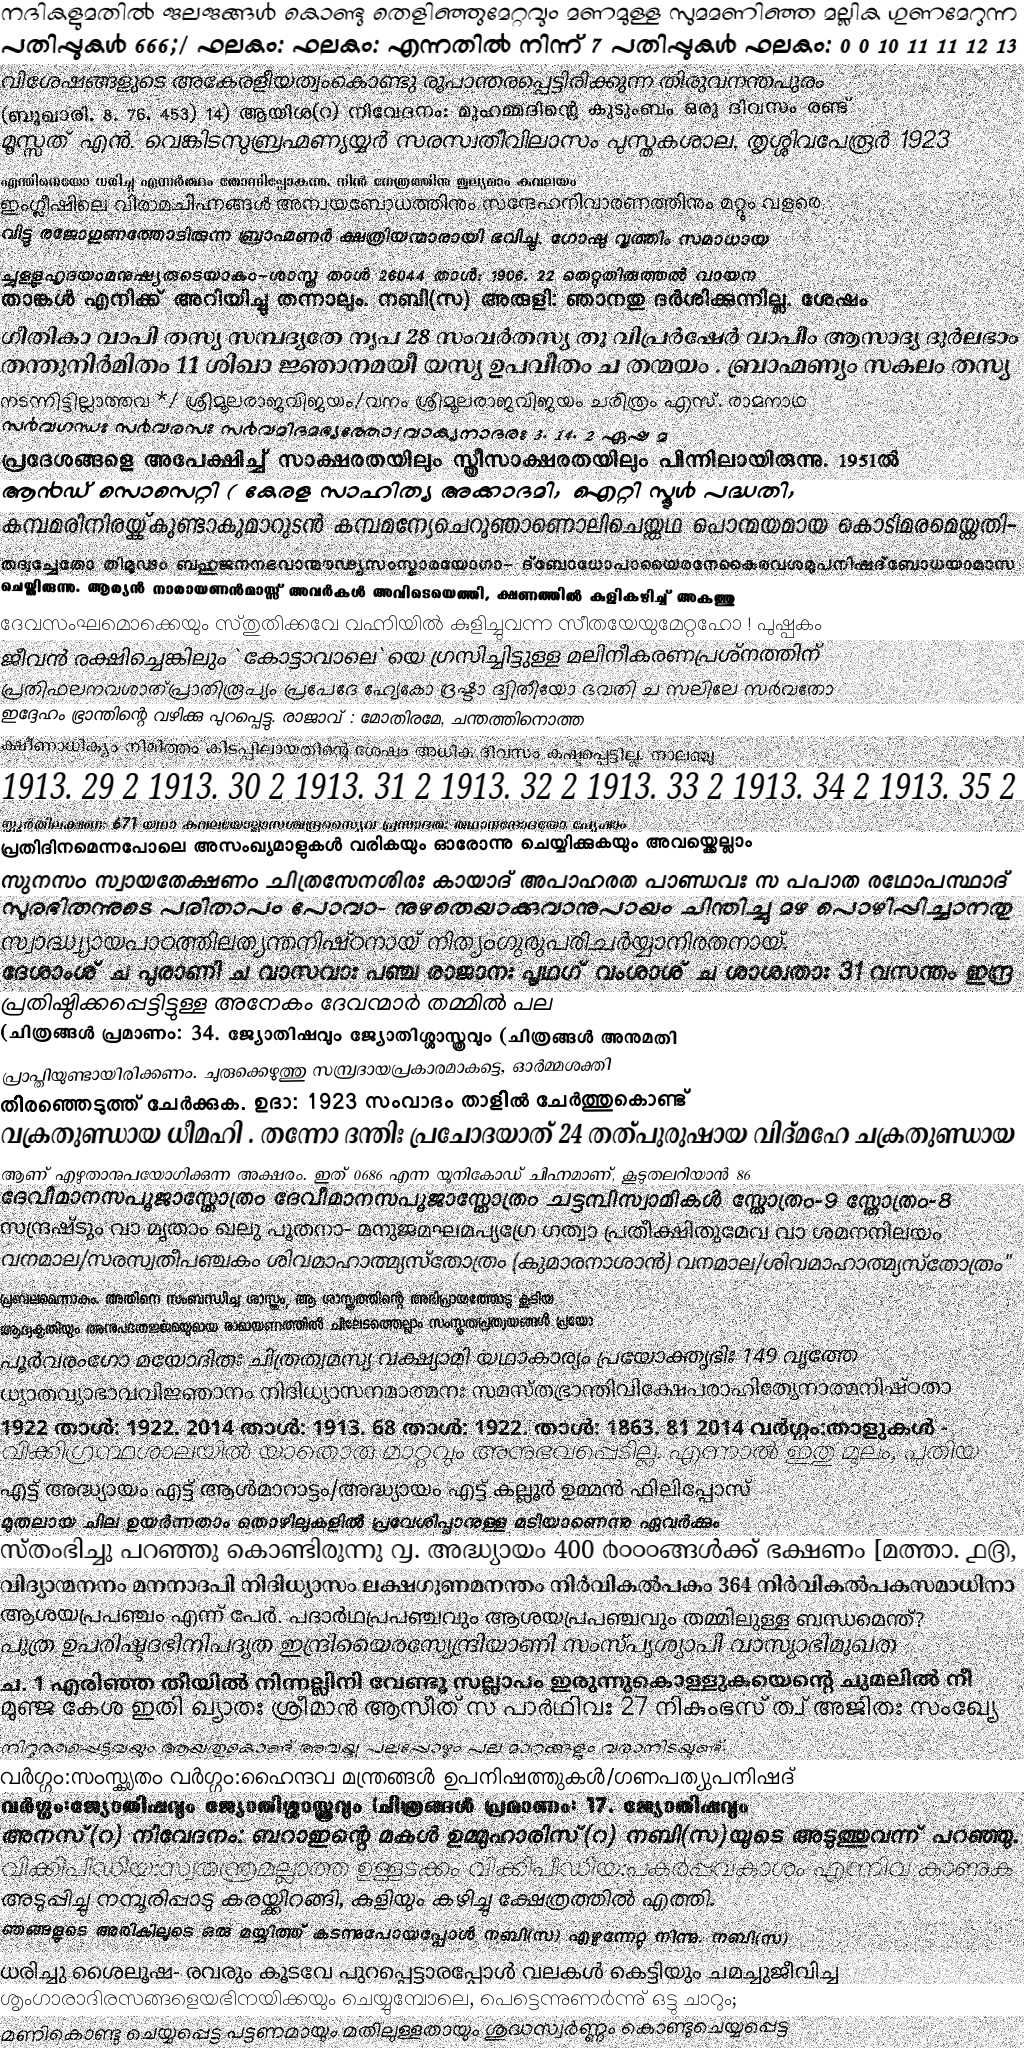 നദികളുമതിൽ ജലജങ്ങൾ കൊണ്ടു തെളിഞ്ഞുമേറ്റവും മണമുള്ള സുമമണിഞ്ഞ മല്ലിക ഗുണമേറുന്ന
പതിപ്പുകൾ 666;/ ഫലകം: ഫലകം: എന്നതിൽ നിന്ന് 7 പതിപ്പുകൾ ഫലകം: 0 0 10 11 11 11 12 13
വിശേഷങ്ങളുടെ അകേരളീയത്വംകൊണ്ടു രൂപാന്തരപ്പെട്ടിരിക്കുന്ന തിരുവനന്തപുരം
(ബുഖാരി. 8. 76. 453) 14) ആയിശ(റ) നിവേദനം: മുഹമ്മദിന്റെ കുടുംബം ഒരു ദിവസം രണ്ട്
മൂസ്സത് എൻ. വെങ്കിടസുബ്രഹ്മണ്യയ്യർ സരസ്വതീവിലാസം പുസ്തകശാല, തൃശ്ശിവപേരൂർ 1923
എന്തിനെയോ ധരിച്ച എന്നർത്ഥം തോന്നിപ്പോകുന്നു. നിൻ നേത്രത്തിനു തുല്യമാം കുവലയം
ഇംഗ്ലീഷിലെ വിരാമചിഹ്നങ്ങൾ അന്വയബോധത്തിനും സന്ദേഹനിവാരണത്തിനും മറ്റും വളരെ
വിട്ടു രജോഗുണത്തോടിരുന്ന ബ്രാഹ്മണർ ക്ഷത്രിയന്മാരായി ഭവിച്ചു. ഗോഷു വൃത്തിം സമാധായ
ച്ചുള്ളഹൃദയംമനുഷ്യരുടെയാകം-ശാസ്ത്ര താൾ 26044 താൾ: 1906. 22 തെറ്റുതിരുത്തൽ വായന
താങ്കൾ എനിക്ക് അറിയിച്ചു തന്നാലും. നബി(സ) അരുളി: ഞാനതു ദർശിക്കുന്നില്ല. ശേഷം
ഗീതികാ വാപി തസ്യ സമ്പദ്യതേ നൃപ 28 സംവർതസ്യ തു വിപ്രർഷേർ വാപീം ആസാദ്യ ദുർലഭാം
തന്തുനിർമിതം 11 ശിഖാ ജ്ഞാനമയീ യസ്യ ഉപവീതം ച തന്മയം . ബ്രാഹ്മണ്യം സകലം തസ്യ
നടന്നിട്ടില്ലാത്തവ */ ശ്രീമൂലരാജവിജയം/വനം ശ്രീമൂലരാജവിജയം ചരിത്രം എസ്. രാമനാഥ
സർവഗന്ധഃ സർവരസഃ സർവമിദമഭ്യത്തോ/വാക്യനാദരഃ 3. 14. 2 ഏഷ മ
പ്രദേശങ്ങളെ അപേക്ഷിച്ച് സാക്ഷരതയിലും സ്ത്രീസാക്ഷരതയിലും പിന്നിലായിരുന്നു. 1951ൽ
ആൻഡ് സൊസെറ്റി ( കേരള സാഹിത്യ അക്കാദമി, ഐറ്റി സ്കൂൾ പദ്ധതി,
കമ്പമരിനിരയ്ക്കുകുണ്ടാകുമാറുടൻ കമ്പമന്യേചെറുഞാണൊലിചെയ്തഥ പൊന്മയമായ കൊടിമരമെയ്തതി-
തദ്വച്ചേതോ തിമൂഢം ബഹുജനനഭവാന്മൗഢ്യസംസ്കാരയോഗാ- ദ്ബോധോപായൈരനേകൈരവശമുപനിഷദ്ബോധയാമാസ
ചെയ്തിരുന്നു. ആര്യൻ നാരായണൻമാസ്സ് അവർകൾ അവിടെയെത്തി, ക്ഷണത്തിൽ കുളികഴിച്ച് അകത്തു
ദേവസംഘമൊക്കെയും സ്തുതിക്കവേ വഹ്നിയിൽ കുളിച്ചുവന്ന സീതയേയുമേറ്റഹോ ! പുഷ്പകം
ജീവൻ രക്ഷിച്ചെങ്കിലും `കോട്ടാവാലെ`യെ ഗ്രസിച്ചിട്ടുള്ള മലിനീകരണപ്രശ്നത്തിന്
പ്രതിഫലനവശാത്പ്രാതിരൂപ്യം പ്രപേദേ ഹ്യേകോ ദ്രഷ്ടാ ദ്വിതീയോ ഭവതി ച സലിലേ സർവതോ
ഇദ്ദേഹം ഭ്രാന്തിന്റെ വഴിക്കു പുറപ്പെട്ടു. രാജാവ് : മോതിരമേ, ചന്തത്തിനൊത്ത
ക്ഷീണാധിക്യം നിമിത്തം കിടപ്പിലായതിന്റെ ശേഷം അധിക ദിവസം കഷ്ടപ്പെട്ടില്ല. നാലഞ്ചു
1913. 29 2 1913. 30 2 1913. 31 2 1913. 32 2 1913. 33 2 1913. 34 2 1913. 35 2
671 യഥാ
പ്രതിദിനമെന്നപോലെ അസംഖ്യമാളുകൾ വരികയും ഓരോന്നു ചെയ്യിക്കുകയും അവയ്ക്കെല്ലാം
സുനസം സ്വായതേക്ഷണം ചിത്രസേനശിരഃ കായാദ് അപാഹരത പാണ്ഡവഃ സ പപാത രഥോപസ്ഥാദ്
സുരഭിതന്നുടെ പരിതാപം പോവാ- നുഴതെയാക്കുവാനുപായം ചിന്തിച്ചു മഴ പൊഴിപ്പിച്ചാനതു
സ്വാദ്ധ്യായപാഠത്തിലത്യന്തനിഷ്ഠനായ് നിത്യംഗുരുപരിചർയ്യാനിരതനായ്.
ദേശാംശ് ച പുരാണി ച വാസവാഃ പഞ്ച രാജാനഃ പൃഥഗ് വംശാശ് ച ശാശ്വതാഃ 31 വസന്തം ഇന്ദ്ര
പ്രതിഷ്ഠിക്കപ്പെട്ടിട്ടുള്ള അനേകം ദേവന്മാർ തമ്മിൽ പല
(ചിത്രങ്ങൾ പ്രമാണം: 34. ജ്യോതിഷവും ജ്യോതിശ്ശാസ്ത്രവും (ചിത്രങ്ങൾ അനുമതി
പ്രാപ്തിയുണ്ടായിരിക്കണം. ചുരുക്കെഴുത്തു സമ്പ്രദായപ്രകാരമാകട്ടെ, ഓർമ്മശക്തി
തിരഞ്ഞെടുത്ത് ചേർക്കുക. ഉദാ: 1923 സംവാദം താളിൽ ചേർത്തുകൊണ്ട്
വക്രതുണ്ഡായ ധീമഹി . തന്നോ ദന്തിഃ പ്രചോദയാത് 24 തത്പുരുഷായ വിദ്മഹേ ചക്രതുണ്ഡായ
ആണ് എഴുതാനുപയോഗിക്കുന്ന അക്ഷരം. ഇത് 0686 എന്ന യൂനികോഡ് ചിഹ്നമാണ്, കൂടുതലറിയാൻ 86
ദേവീമാനസപൂജാസ്തോത്രം ദേവീമാനസപൂജാസ്തോത്രം ചട്ടമ്പിസ്വാമികൾ സ്തോത്രം-9 സ്തോത്രം-8
സന്ദ്രഷ്ടും വാ മൃതാം ഖലു പൂതനാ- മനുജമഘമപ്യഗ്രേ ഗത്വാ പ്രതീക്ഷിതുമേവ വാ ശമനനിലയം
വനമാല/സരസ്വതീപഞ്ചകം ശിവമാഹാത്മ്യസ്തോത്രം (കുമാരനാശാൻ) വനമാല/ശിവമാഹാത്മ്യസ്തോത്രം"
പ്രബലമെന്നാകും. അതിനെ സംബന്ധിച്ച ശാസ്ത്രം, ആ ശാസ്ത്രത്തിന്റെ അഭിപ്രായത്തോടു കൂടിയ
ആദ്യകൃതിയും അനുപഭേതജ്ജമെയുമായ രാമായണത്തിൽ ചിലേടത്തെല്ലാം സംസ്കൃതപ്രത്യയങ്ങൾ പ്രയോ
പൂർവരംഗോ മയോദിതഃ ചിത്രത്വമസ്യ വക്ഷ്യാമി യഥാകാര്യം പ്രയോക്തൃഭിഃ 149 വൃത്തേ
ധ്യാതവ്യാഭാവവിജ്ഞാനം നിദിധ്യാസനമാത്മനഃ സമസ്തഭ്രാന്തിവിക്ഷേപരാഹിത്യേനാത്മനിഷ്ഠതാ
1922 താൾ: 1922. 2014 താൾ: 1913. 68 താൾ: 1922. താൾ: 1863. 81 2014 വർഗ്ഗം:താളുകൾ -
വിക്കിഗ്രന്ഥശാലയിൽ യാതൊരു മാറ്റവും അനുഭവപ്പെടില്ല. എന്നാൽ ഇതു മൂലം, പുതിയ
എട്ട് അദ്ധ്യായം എട്ട് ആൾമാറാട്ടം/അദ്ധ്യായം എട്ട് കല്ലൂർ ഉമ്മൻ ഫിലിപ്പോസ്
മുതലായ ചില ഉയർന്നതാം തൊഴിലുകളിൽ പ്രവേശിപ്പാനുള്ള മടിയാണെന്നു ഏവർക്കും
സ്തംഭിച്ചു പറഞ്ഞു കൊണ്ടിരുന്നു വൃ. അദ്ധ്യായം 400 ൪൦൦൦ങ്ങൾക്ക് ഭക്ഷണം [മത്താ. ൧൫,
വിദ്യാന്മനനം മനനാദപി നിദിധ്യാസം ലക്ഷഗുണമനന്തം നിർവികൽപകം 364 നിർവികൽപകസമാധിനാ
ആശയപ്രപഞ്ചം എന്ന് പേർ. പദാർഥപ്രപഞ്ചവും ആശയപ്രപഞ്ചവും തമ്മിലുള്ള ബന്ധമെന്ത്?
പുത്ര ഉപരിഷ്ടദഭിനിപദ്യത്ര ഇന്ദ്രിയൈരസ്യേന്ദ്രിയാണി സംസ്പൃശ്യാപി വാസ്യാഭിമുഖത
ച. 1 എരിഞ്ഞ തീയിൽ നിന്നല്ലിനി വേണ്ടൂ സല്ലാപം ഇരുന്നുകൊള്ളുകയെന്റെ ചുമലിൽ നീ
മുഞ്ജ കേശ ഇതി ഖ്യാതഃ ശ്രീമാൻ ആസീത് സ പാർഥിവഃ 27 നികുംഭസ് ത്വ് അജിതഃ സംഖ്യേ
നിറുത്തപ്പെട്ടവയും ആയതുകൊണ്ട് അവയ്ക്കു പലപ്പോഴും പല മാറ്റങ്ങളും വരാനിടയുണ്ട്.
വർഗ്ഗം:സംസ്കൃതം വർഗ്ഗം:ഹൈന്ദവ മന്ത്രങ്ങൾ ഉപനിഷത്തുകൾ/ഗണപത്യുപനിഷദ്
വർഗ്ഗം:ജ്യോതിഷവും ജ്യോതിശ്ശാസ്ത്രവും (ചിത്രങ്ങൾ പ്രമാണം: 17. ജ്യോതിഷവും
അനസ്(റ) നിവേദനം: ബറാഇന്റെ മകൾ ഉമ്മുഹാരിസ്(റ) നബി(സ)യുടെ അടുത്തുവന്ന് പറഞ്ഞു.
വിക്കിപീഡിയ:സ്വതന്ത്രമല്ലാത്ത ഉള്ളടക്കം വിക്കിപീഡിയ:പകർപ്പവകാശം എന്നിവ കാണുക
അടുപ്പിച്ചു നമ്പൂരിപ്പാടു കരയ്ക്കിറങ്ങി, കുളിയും കഴിച്ചു ക്ഷേത്രത്തിൽ എത്തി.
ഞങ്ങളുടെ അരികിലൂടെ ഒരു മയ്യിത്ത് കടന്നുപോയപ്പോൾ നബി(സ) എഴുന്നേറ്റു നിന്നു. നബി(സ)
ധരിച്ചു ശൈലൂഷ- രവരും കൂടവേ പുറപ്പെട്ടാരപ്പോൾ വലകൾ കെട്ടിയും ചമച്ചുജീവിച്ച
ശൃംഗാരാദിരസങ്ങളെയഭിനയിക്കയും ചെയ്യുമ്പോലെ, പെട്ടെന്നുണർന്നു് ഒട്ടു ചാറും;
മണികൊണ്ടു ചെയ്യപ്പെട്ട പട്ടണമായും മതിലുള്ളതായും ശുദ്ധസ്വർണ്ണം കൊണ്ടുചെയ്യപ്പെട്ട